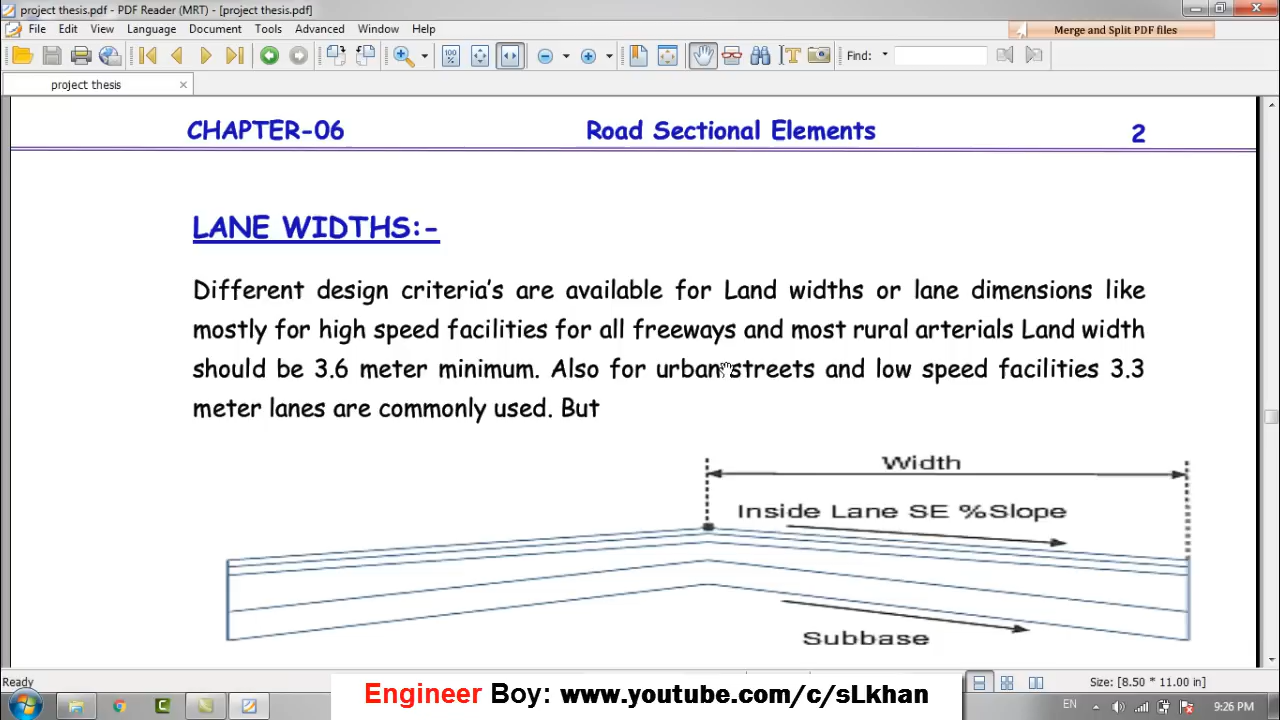 project thesis.pdf - PDF Reader (MRT) - [project thesis.pdf]
File Edit View Language Document Tools Advanced Window Help
Merge and Split PDF files
Find:
project thesis
CHAPTER-06 Road Sectional Elements 2
LANE WIDTHS:-
Different design criteria's are available for Land widths or lane dimensions like
mostly for high speed facilities for all freeways and most rural arterials Land width
should be 3.6 meter minimum. Also for urban streets and low speed facilities 3.3
meter lanes are commonly used. But
Width
Inside Lane SE %Slope
Subbase
Ready
Size: [8.50 * 11.00 in]
Engineer Boy: www.youtube.com/c/sLkhan
EN 9:26 PM